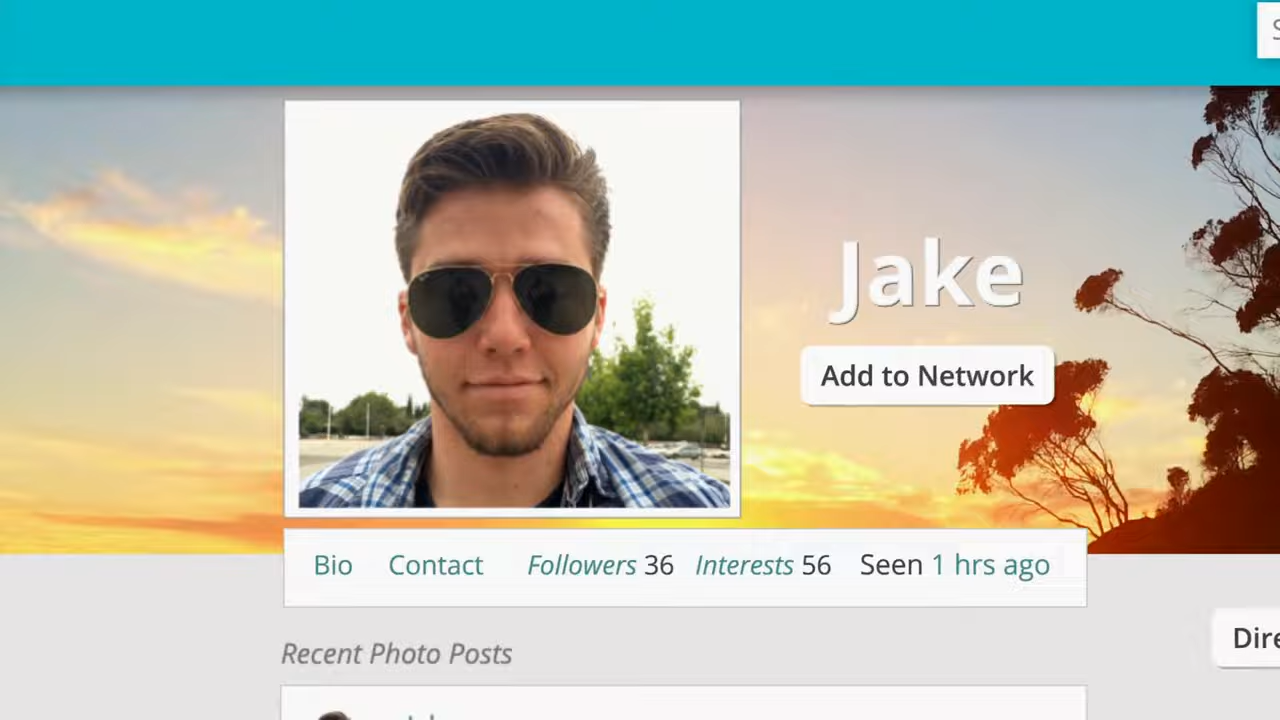 Jake
Add to Network
Bio Contact Followers 36 Interests 56 Seen 1 hrs ago
Recent Photo Posts